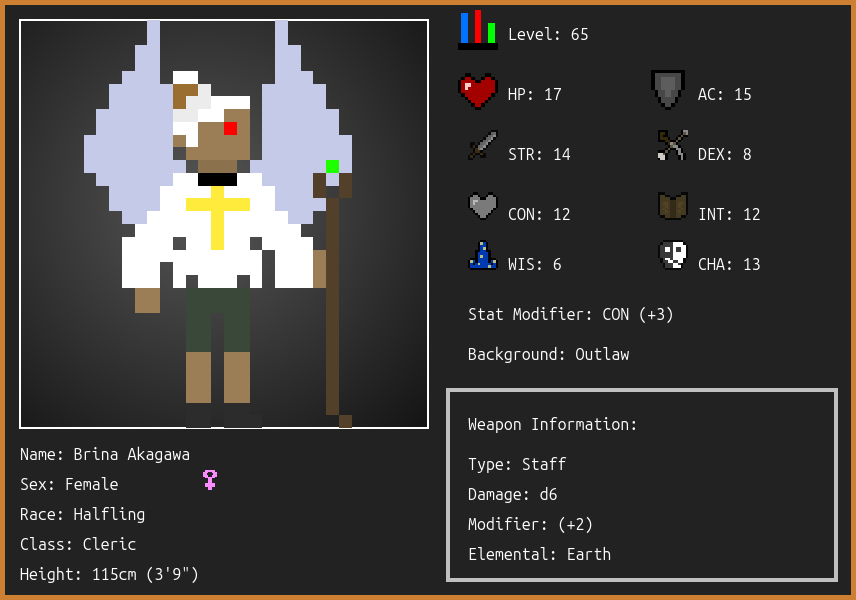 Level: 65
HP: 17
AC: 15
STR: 14
DEX: 8
CON: 12
INT: 12
WIS: 6
CHA: 13
Stat Modifier: CON (+3)
Background: Outlaw
Weapon Information:
Type: Staff
Damage: d6
Modifier: (+2)
Elemental: Earth
Name: Brina Akagawa
Sex: Female
Race: Halfling
Class: Cleric
Height: 115cm (3'9")